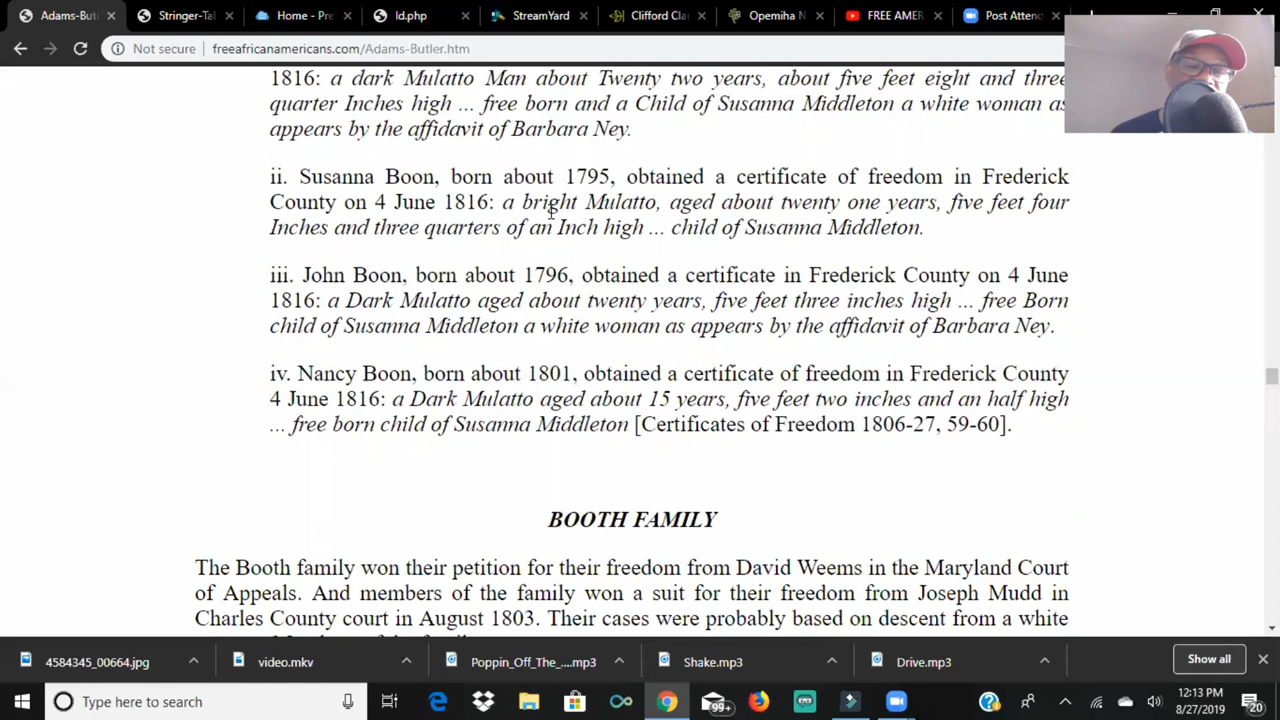 Adams-But
Stringer-Tal
Home - Pre
ld.php
StreamYard
Clifford Cla
Opemiha N
FREE AMER
Post Attend
Not secure | freeafricanamericans.com/Adams-Butler.htm
1816: a dark Mulatto Man about Twenty two years, about five feet eight and three
quarter Inches high ... free born and a Child of Susanna Middleton a white woman as
appears by the affidavit of Barbara Ney.
ii. Susanna Boon, born about 1795, obtained a certificate of freedom in Frederick
County on 4 June 1816: a bright Mulatto, aged about twenty one years, five feet four
Inches and three quarters of an Inch high ... child of Susanna Middleton.
iii. John Boon, born about 1796, obtained a certificate in Frederick County on 4 June
1816: a Dark Mulatto aged about twenty years, five feet three inches high ... free Born
child of Susanna Middleton a white woman as appears by the affidavit of Barbara Ney.
iv. Nancy Boon, born about 1801, obtained a certificate of freedom in Frederick County
4 June 1816: a Dark Mulatto aged about 15 years, five feet two inches and an half high
... free born child of Susanna Middleton [Certificates of Freedom 1806-27, 59-60].
BOOTH FAMILY
The Booth family won their petition for their freedom from David Weems in the Maryland Court
of Appeals. And members of the family won a suit for their freedom from Joseph Mudd in
Charles County court in August 1803. Their cases were probably based on descent from a white
4584345_00664.jpg
video.mkv
Poppin_Off_The_....mp3
Shake.mp3
Drive.mp3
Show all
Type here to search
99+
12:13 PM
8/27/2019
20